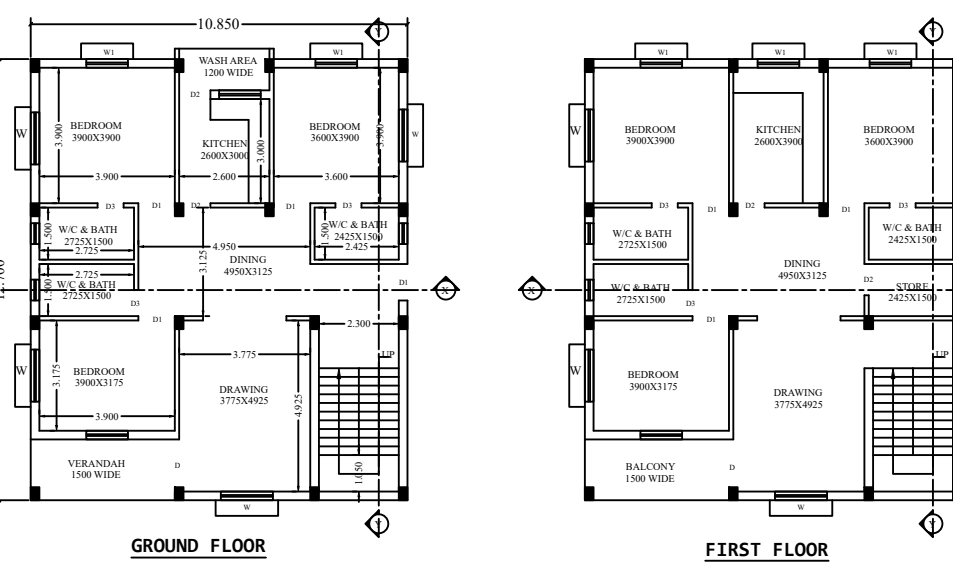 10.850
Y
W1
WASH AREA
1200 WIDE
W1
D2
W
BEDROOM
3900X3900
3.900
KITCHEN
2600X3000
3.000
BEDROOM
3600X3900
3.900
W
3.900
2.600
3.600
D3
D1
D2
D1
D3
W/C & BATH
2725X1500
1.500
2.725
4.950
3.125
DINING
4950X3125
W/C & BATH
2425X1500
1.500
2.425
2.725
W/C & BATH
2725X1500
1.500
D3
D1
X
D1
2.300
W
BEDROOM
3900X3175
3.175
3.900
3.775
UP
DRAWING
3775X4925
4.925
VERANDAH
1500 WIDE
D
1.050
W
Y
GROUND FLOOR
Y
W1
W1
W1
W
BEDROOM
3900X3900
KITCHEN
2600X3900
BEDROOM
3600X3900
D3
D1
D2
D1
D3
W/C & BATH
2725X1500
W/C & BATH
2425X1500
DINING
4950X3125
D2
X
W/C & BATH
2725X1500
STORE
2425X1500
D3
D1
W
BEDROOM
3900X3175
UP
DRAWING
3775X4925
BALCONY
1500 WIDE
D
W
Y
FIRST FLOOR